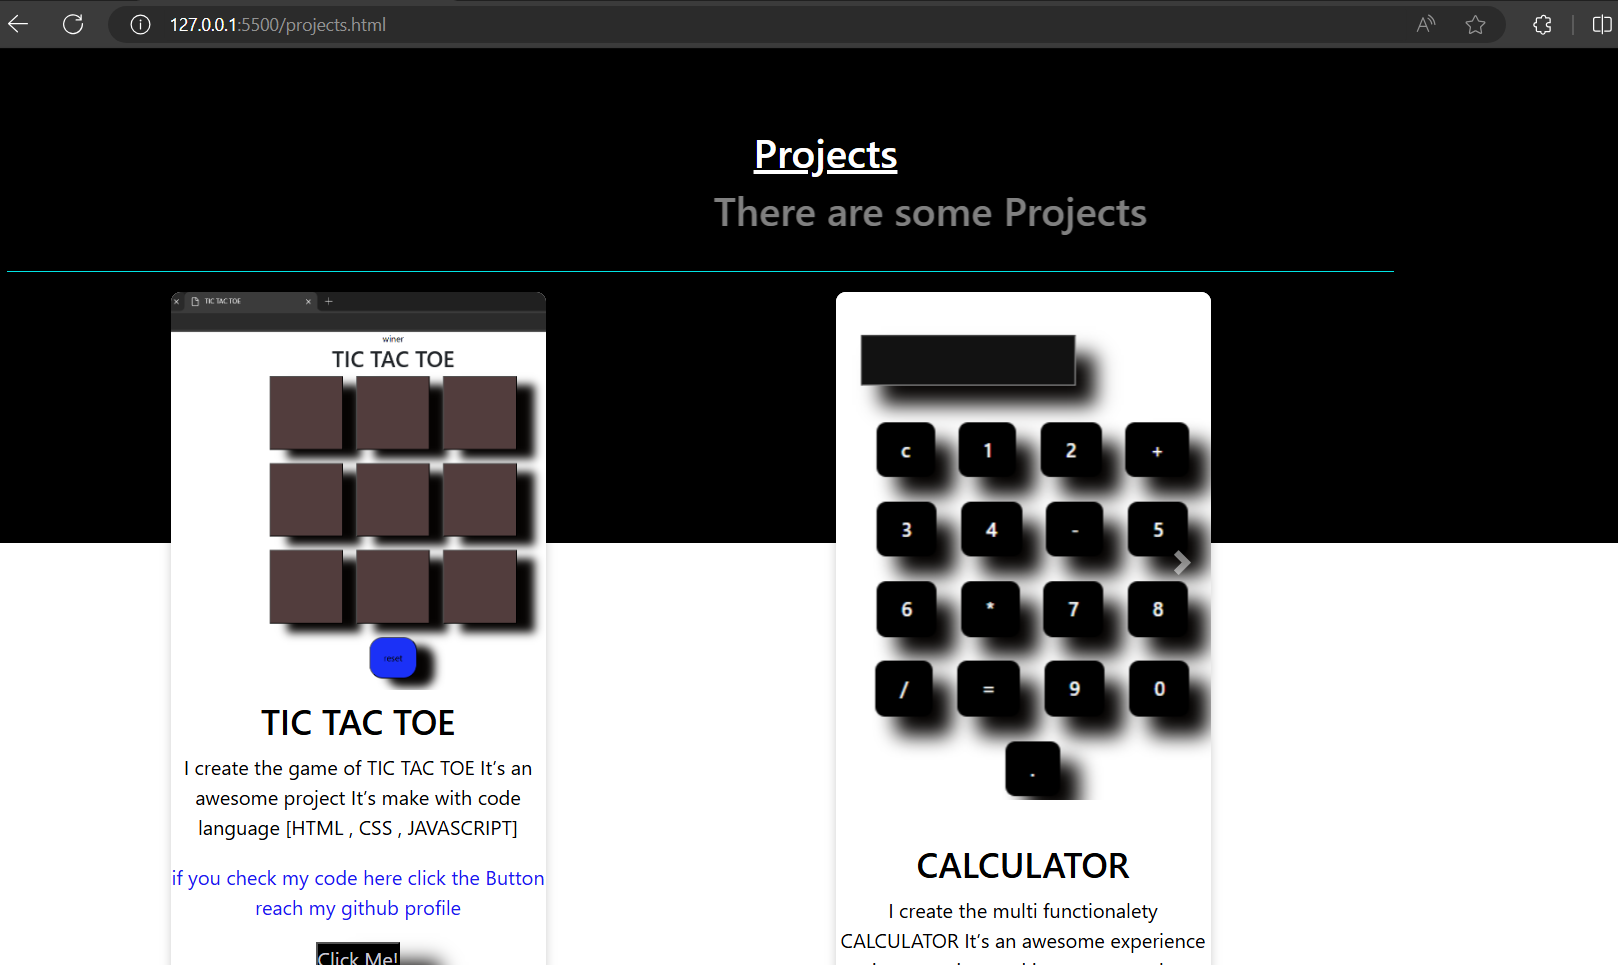 127.0.0.1:5500/projects.html
Projects
There are some Projects
TIC TAC TOE
winer
TIC TAC TOE
reset
TIC TAC TOE
I create the game of TIC TAC TOE It's an
awesome project It's make with code
language [HTML , CSS , JAVASCRIPT]
if you check my code here click the Button
reach my github profile
Click Me!
c 1 2 +
3 4 - 5
6 * 7 8
/ = 9 0
.
CALCULATOR
I create the multi functionalety
CALCULATOR It's an awesome experience